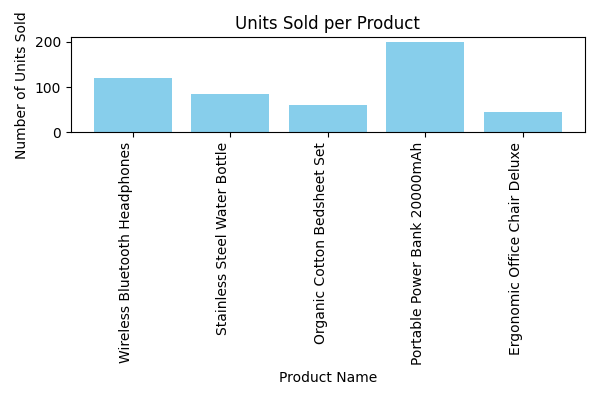 Units Sold per Product
Number of Units Sold
200
100
0
Wireless Bluetooth Headphones
Stainless Steel Water Bottle
Organic Cotton Bedsheet Set
Portable Power Bank 20000mAh
Ergonomic Office Chair Deluxe
Product Name